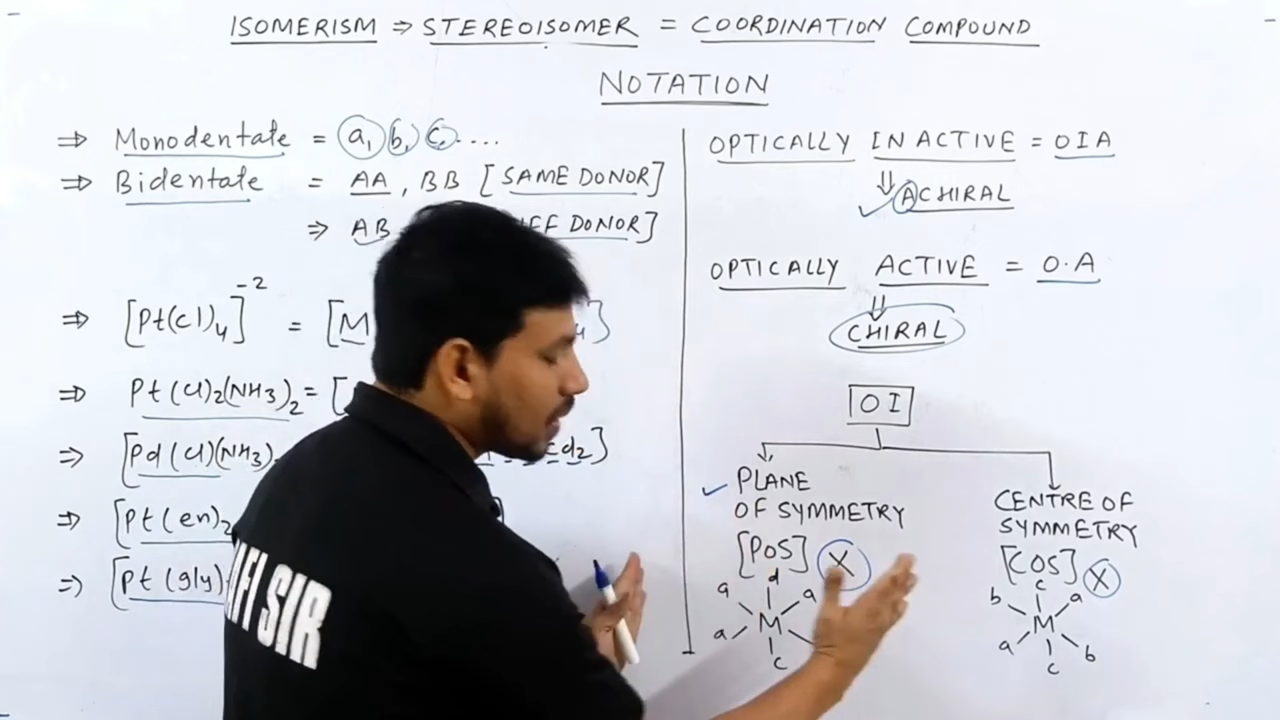 ISOMERISM ⇒ STEREOISOMER = COORDINATION COMPOUND
NOTATION
⇒ Monodentate = a, b, c, ....
⇒ Bidentate = AA, BB [SAME DONOR]
⇒ AB DONOR]
⇒ [Pt(Cl)4]-2 = [M
⇒ Pt(Cl)2(NH3)2 = [
⇒ [Pd(Cl)(NH3) cd2]
⇒ [Pt(en)2
⇒ [Pt(gly)
OPTICALLY INACTIVE = OIA
⇓
ACHIRAL
OPTICALLY ACTIVE = O.A
⇓
CHIRAL
OI
PLANE
OF SYMMETRY
[POS] X
d
a a
M
a
c
CENTRE OF
SYMMETRY
[COS] X
c
b a
M
a b
c
SIR